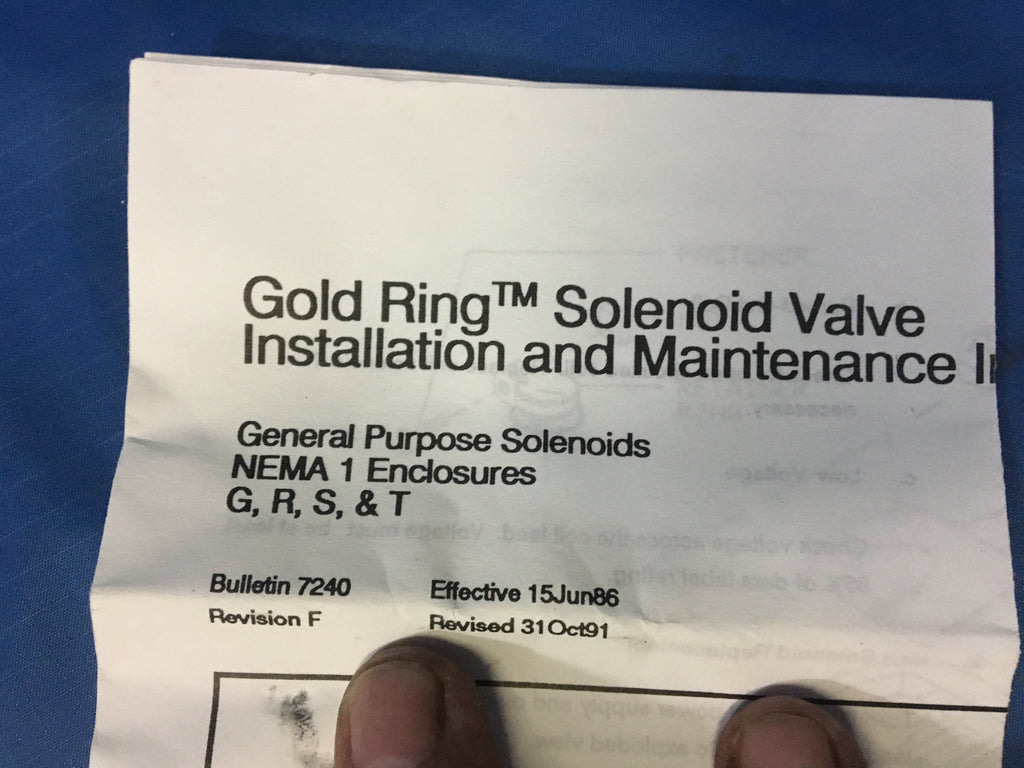 Gold Ring™ Solenoid Valve
Installation and Maintenance
General Purpose Solenoids
NEMA 1 Enclosures
G, R, S, & T
Bulletin 7240 Effective 15Jun86
Revision F Revised 31Oct91